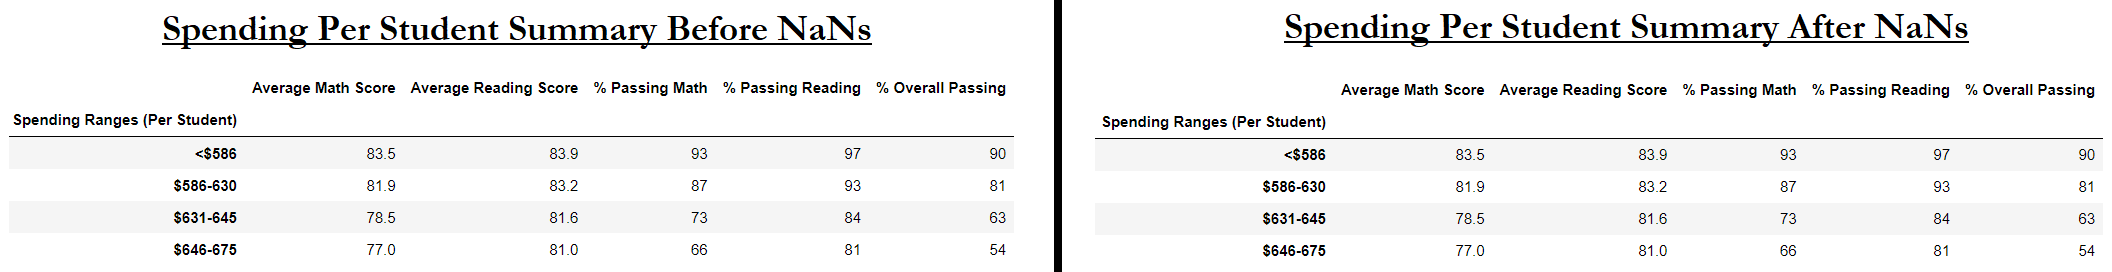 Spending Per Student Summary Before NaNs
Average Math Score Average Reading Score % Passing Math % Passing Reading % Overall Passing
Spending Ranges (Per Student)
<$586 83.5 83.9 93 97 90
$586-630 81.9 83.2 87 93 81
$631-645 78.5 81.6 73 84 63
$646-675 77.0 81.0 66 81 54
Spending Per Student Summary After NaNs
Average Math Score Average Reading Score % Passing Math % Passing Reading % Overall Passing
Spending Ranges (Per Student)
<$586 83.5 83.9 93 97 90
$586-630 81.9 83.2 87 93 81
$631-645 78.5 81.6 73 84 63
$646-675 77.0 81.0 66 81 54